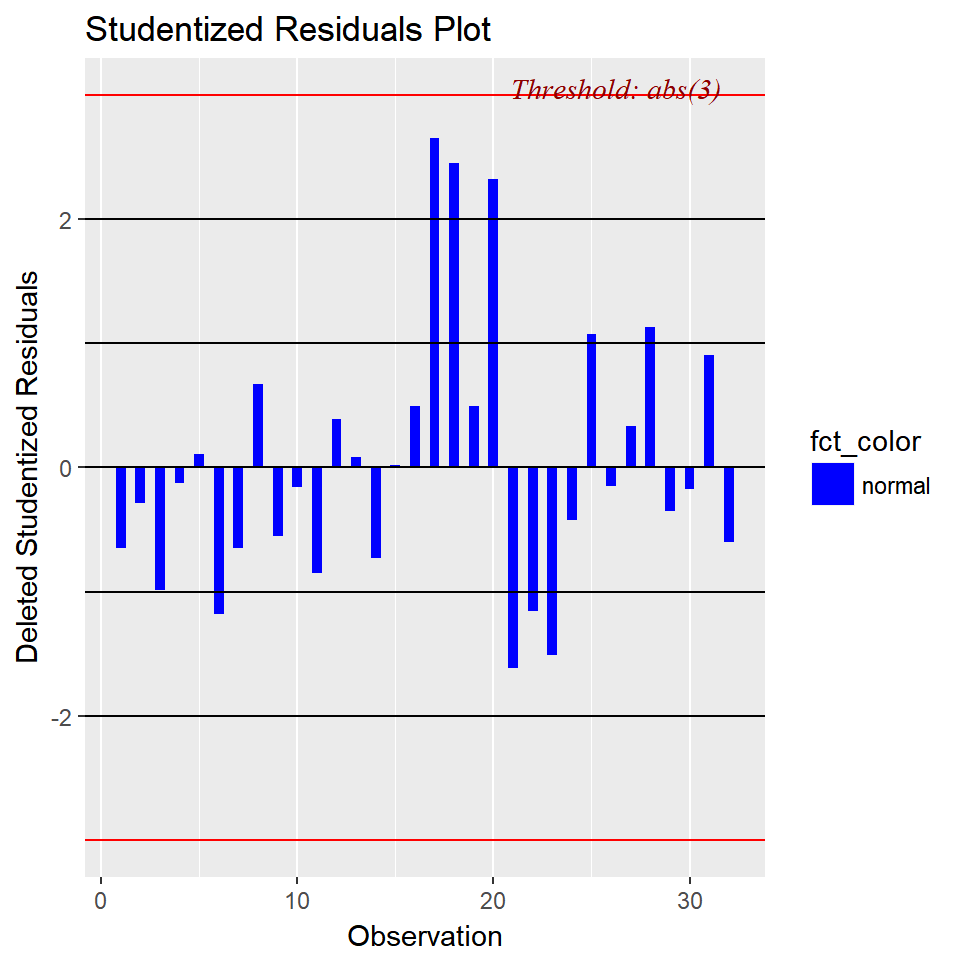 Studentized Residuals Plot
Threshold: abs(3)
2
0
-2
Deleted Studentized Residuals
0
10
20
30
Observation
fct_color
normal